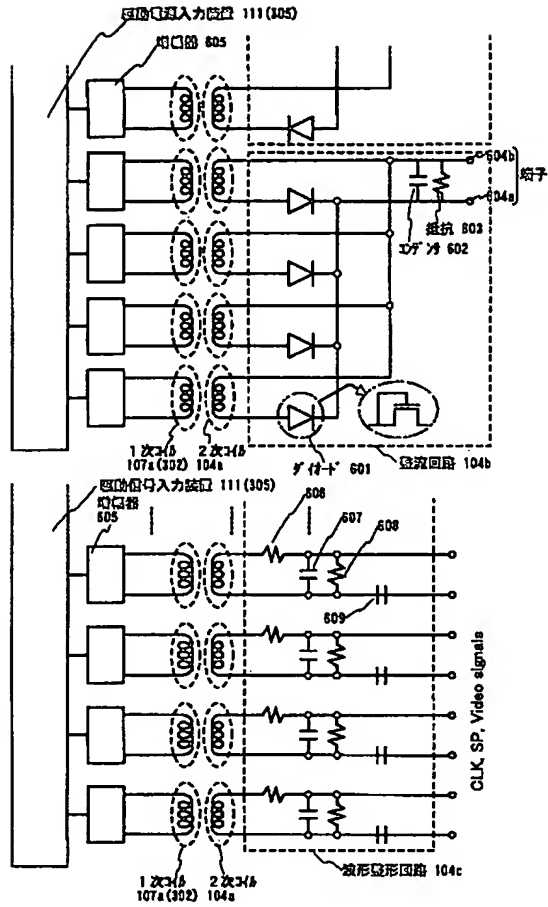 駆動信号入力装置 111(305)
増幅器 605
604b
端子
604a
抵抗 603
コンデンサ 602
1 次コイル
107a(302)
2 次コイル
104a
ダイオード 601
整流回路 104b
駆動信号入力装置 111(305)
増幅器
605
606
607
608
609
CLK, SP, Video signals
1 次コイル
107a(302)
2 次コイル
104a
波形整形回路 104c